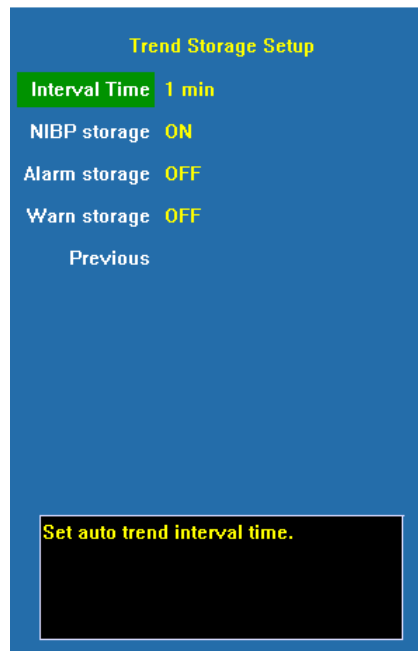 Trend Storage Setup
Interval Time 1 min
NIBP storage ON
Alarm storage OFF
Warn storage OFF
Previous
Set auto trend interval time.